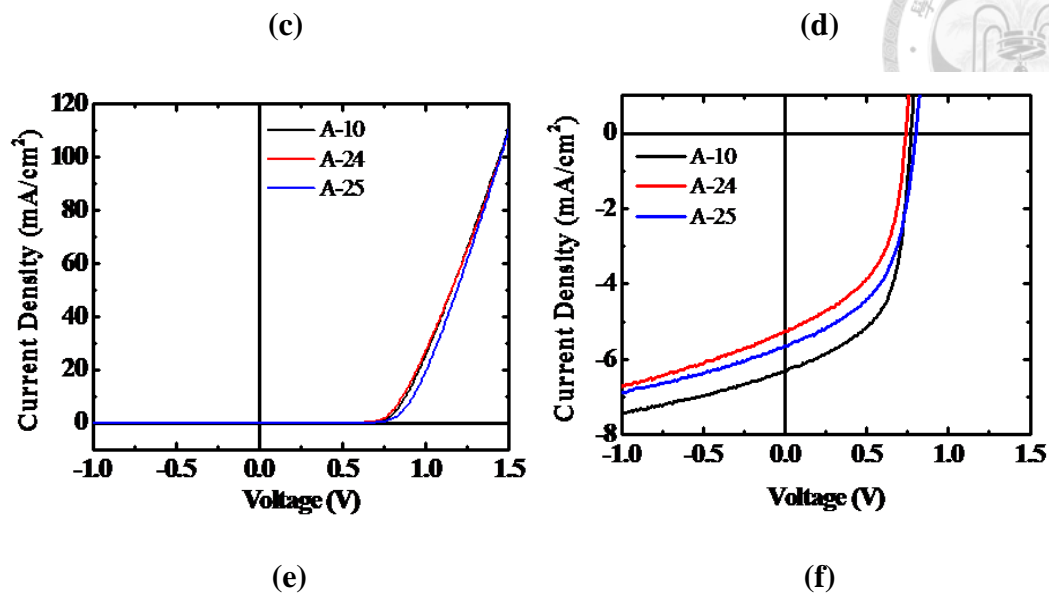 (c)
(d)
學
120
100
80
60
40
20
0
Current Density (mA/cm²)
A-10
A-24
A-25
-1.0 -0.5 0.0 0.5 1.0 1.5
Voltage (V)
0
-2
-4
-6
-8
Current Density (mA/cm²)
A-10
A-24
A-25
-1.0 -0.5 0.0 0.5 1.0 1.5
Voltage (V)
(e)
(f)